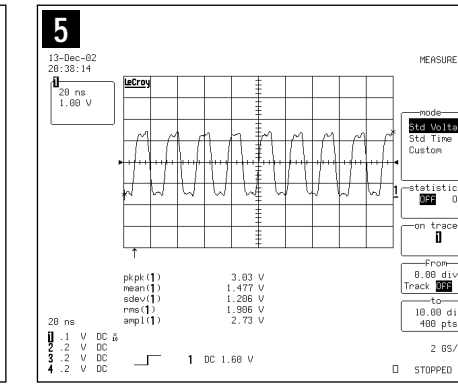 5
13-Dec-02
20:38:14
1
20 ns
1.00 V
LeCroy
MEASURE
mode
Std Volta
Std Time
Custom
statistic
OFF O
on trace
1
from
0.00 div
Track OFF
to
10.00 di
400 pts
1
pkpk(1) 3.03 V
mean(1) 1.477 V
sdev(1) 1.206 V
rms(1) 1.906 V
ampl(1) 2.73 V
20 ns
1 .1 V DC
2 .2 V DC
3 .2 V DC
4 .2 V DC
1 DC 1.60 V
2 GS/
STOPPED